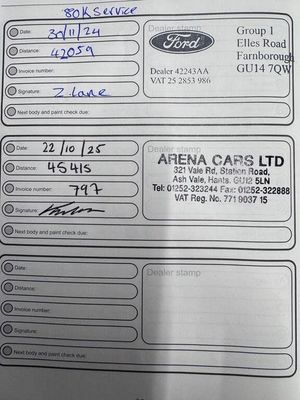 80K Service
Date: 30/11/24
Distance: 42059
Invoice number:
Signature: Z. Lane
Next body and paint check due:
Dealer stamp
Ford
Dealer 42243AA
VAT 25 2853 986
Group 1
Elles Road
Farnborough
GU14 7QW
Date: 22/10/25
Distance: 45415
Invoice number: 797
Signature:
Next body and paint check due:
Dealer stamp
ARENA CARS LTD
321 Vale Rd, Station Road,
Ash Vale, Hants. GU12 5LN
Tel: 01252-323244 Fax: 01252-322888
VAT Reg. No. 771 9037 15
Date:
Distance:
Invoice number:
Signature:
Next body and paint check due:
Dealer stamp